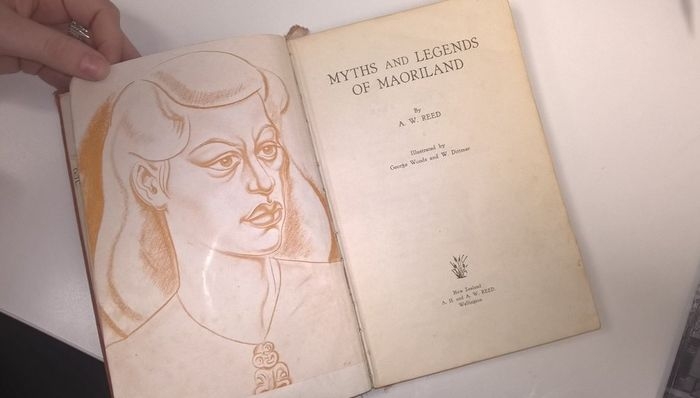 MYTHS AND LEGENDS
OF MAORILAND
By
A. W. REED
Illustrated by
George Woods and W. Dittmer
New Zealand
A. H. and A. W. REED
Wellington